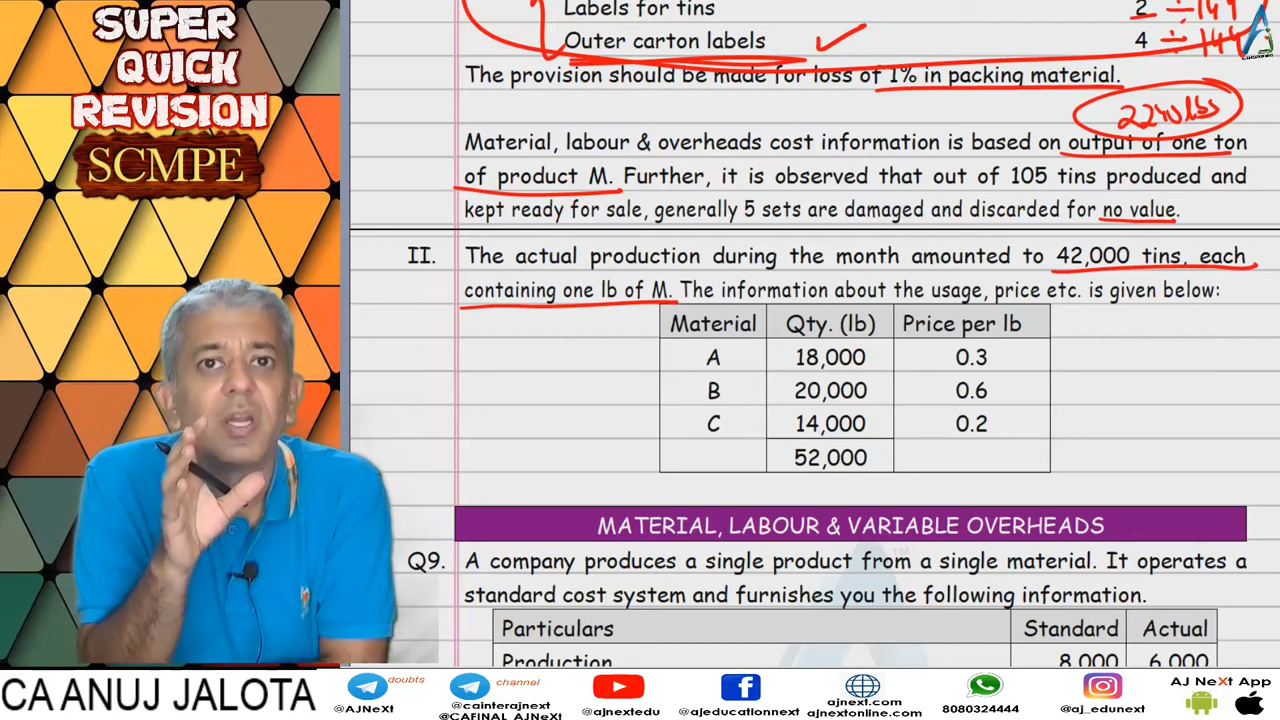 SUPER
QUICK
REVISION
SCMPE
Labels for tins 2 ÷144
Outer carton labels 4 ÷ 144
The provision should be made for loss of 1% in packing material.
2240 lbs
Material, labour & overheads cost information is based on output of one ton
of product M. Further, it is observed that out of 105 tins produced and
kept ready for sale, generally 5 sets are damaged and discarded for no value.
II. The actual production during the month amounted to 42,000 tins, each
containing one lb of M. The information about the usage, price etc. is given below:
Material Qty. (lb) Price per lb
A 18,000 0.3
B 20,000 0.6
C 14,000 0.2
52,000
MATERIAL, LABOUR & VARIABLE OVERHEADS
Q9. A company produces a single product from a single material. It operates a
standard cost system and furnishes you the following information.
Particulars Standard Actual
Production 8,000 6,000
CA ANUJ JALOTA
doubts
@AJNeXt
channel
@cainterajnext
@CAFINAL_AJNeXt
@ajnextedu
@ajeducationnext
ajnext.com
ajnextonline.com
8080324444
@aj_edunext
AJ NeXt App